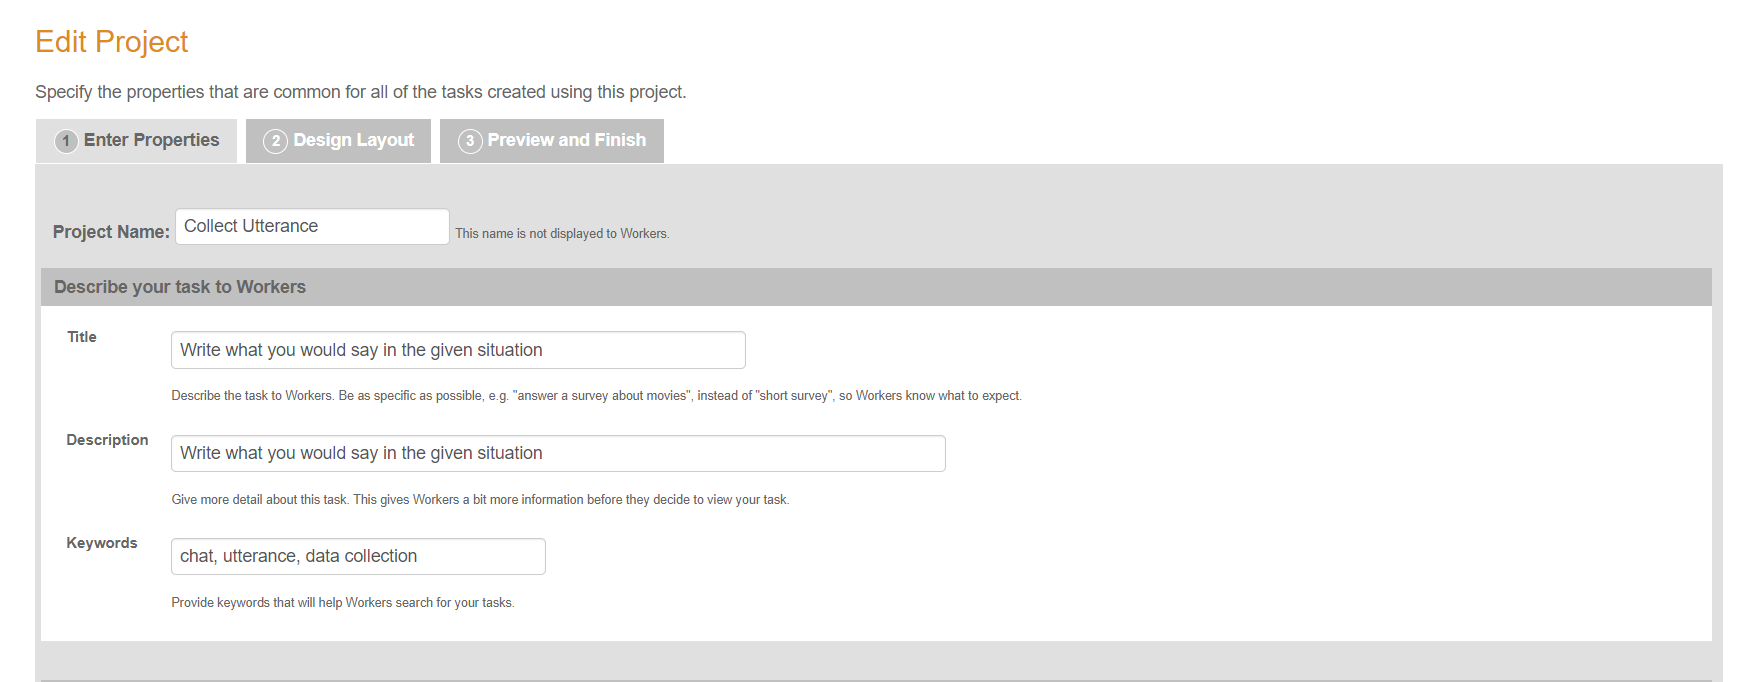 Edit Project
Specify the properties that are common for all of the tasks created using this project.
1 Enter Properties 2 Design Layout 3 Preview and Finish
Project Name: Collect Utterance This name is not displayed to Workers.
Describe your task to Workers
Title
Write what you would say in the given situation
Describe the task to Workers. Be as specific as possible, e.g. "answer a survey about movies", instead of "short survey", so Workers know what to expect.
Description
Write what you would say in the given situation
Give more detail about this task. This gives Workers a bit more information before they decide to view your task.
Keywords
chat, utterance, data collection
Provide keywords that will help Workers search for your tasks.